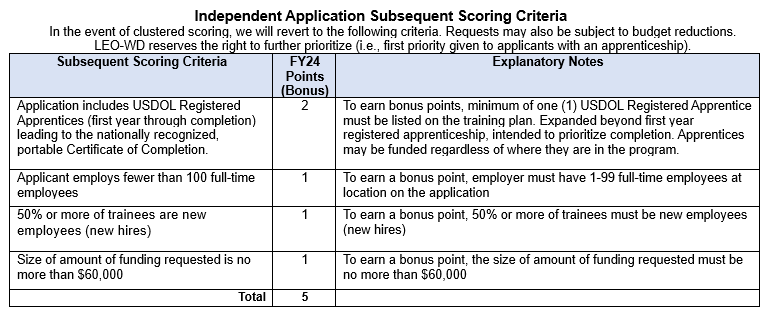 Independent Application Subsequent Scoring Criteria
In the event of clustered scoring, we will revert to the following criteria. Requests may also be subject to budget reductions.
LEO-WD reserves the right to further prioritize (i.e., first priority given to applicants with an apprenticeship).
Subsequent Scoring Criteria
FY24
Points
(Bonus)
Explanatory Notes
Application includes USDOL Registered
Apprentices (first year through completion)
leading to the nationally recognized,
portable Certificate of Completion.
2
To earn bonus points, minimum of one (1) USDOL Registered Apprentice
must be listed on the training plan. Expanded beyond first year
registered apprenticeship, intended to prioritize completion. Apprentices
may be funded regardless of where they are in the program.
Applicant employs fewer than 100 full-time
employees
1
To earn a bonus point, employer must have 1-99 full-time employees at
location on the application
50% or more of trainees are new
employees (new hires)
1
To earn a bonus point, 50% or more of trainees must be new employees
(new hires)
Size of amount of funding requested is no
more than $60,000
1
To earn a bonus point, the size of amount of funding requested must be
no more than $60,000
Total
5